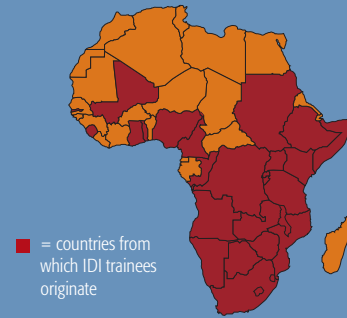 = countries from
which IDI trainees
originate